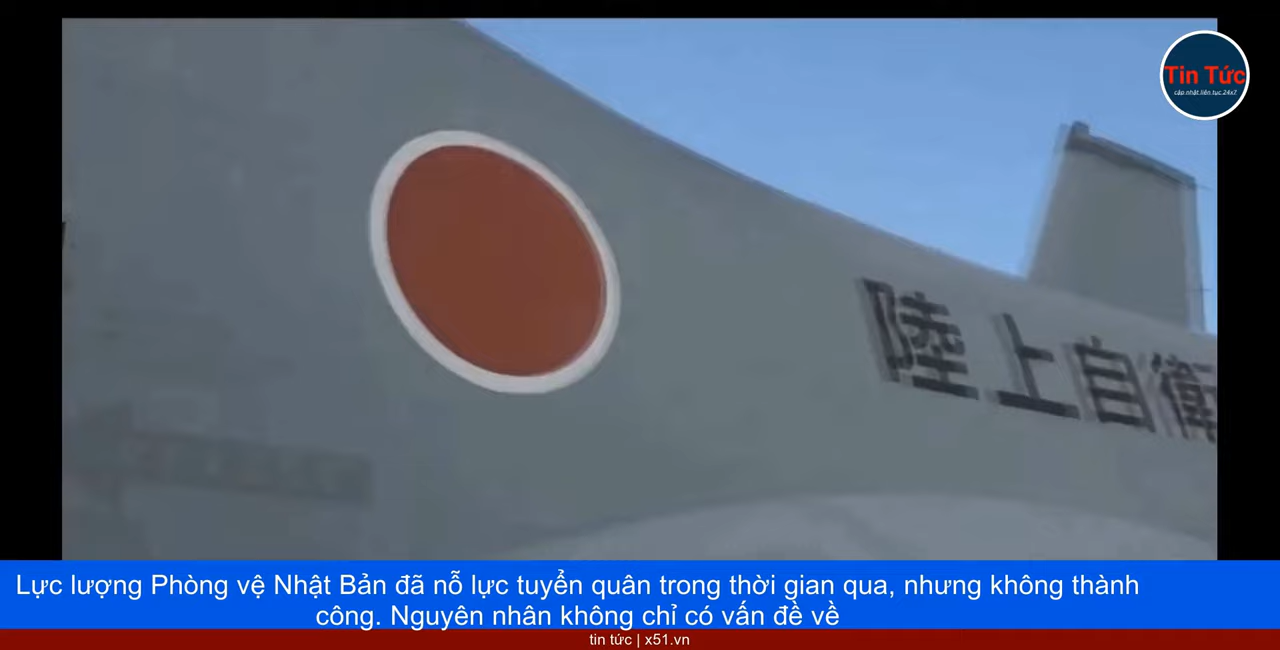 Tin Tức
cập nhật liên tục 24x7
陸上自衛
Lực lượng Phòng vệ Nhật Bản đã nỗ lực tuyển quân trong thời gian qua, nhưng không thành
công. Nguyên nhân không chỉ có vấn đề về
tin tức | x51.vn